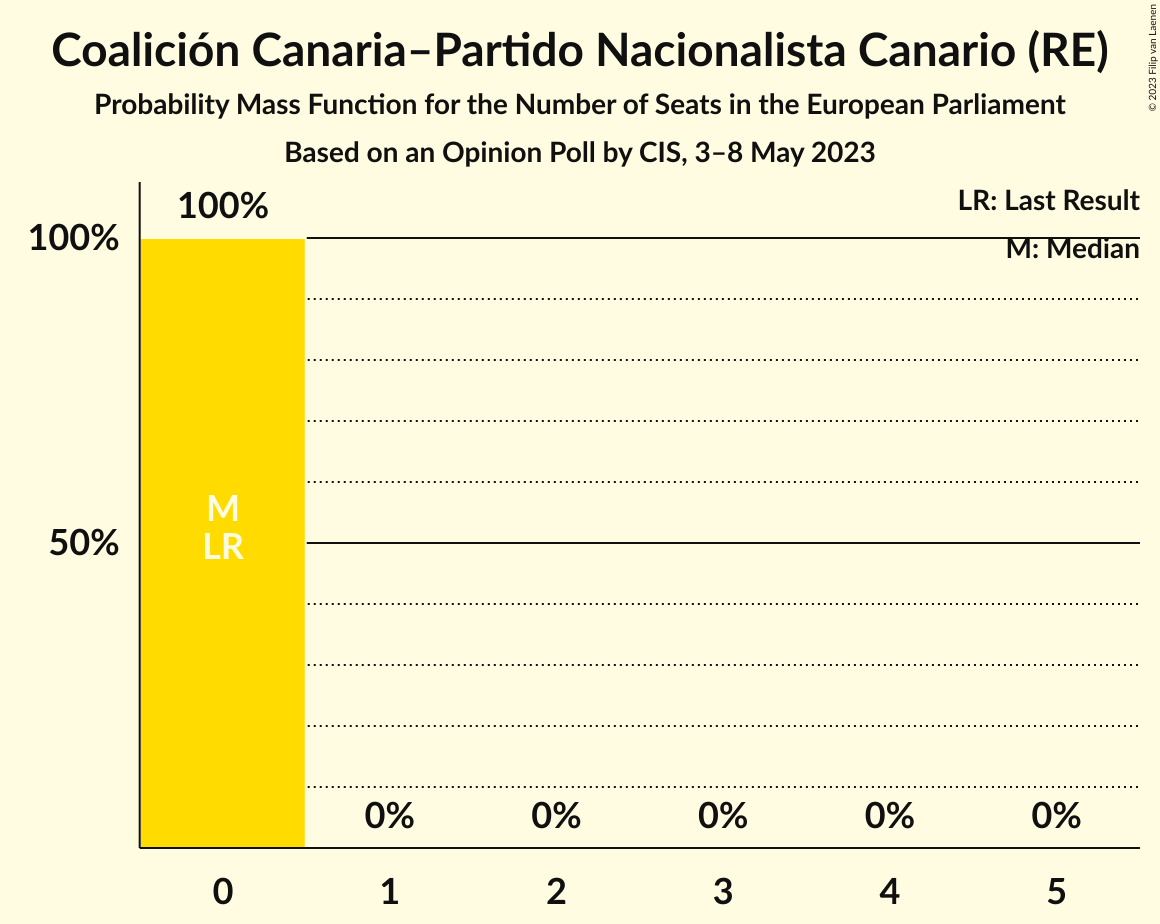 Coalición Canaria–Partido Nacionalista Canario (RE)
Probability Mass Function for the Number of Seats in the European Parliament
Based on an Opinion Poll by CIS, 3–8 May 2023
© 2023 Filip van Laenen
LR: Last Result
M: Median
100%
100%
50%
M
LR
0% 0% 0% 0% 0%
0 1 2 3 4 5